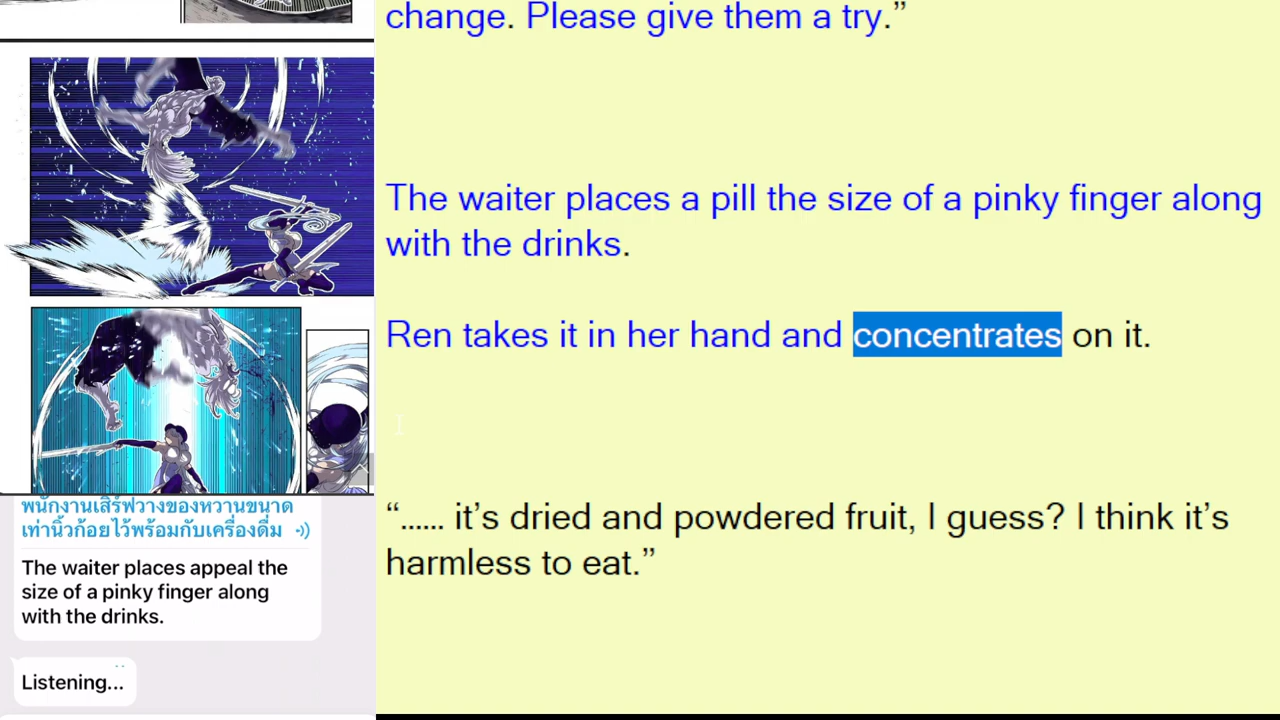 change. Please give them a try.”
The waiter places a pill the size of a pinky finger along
with the drinks.
Ren takes it in her hand and concentrates on it.
“...... it’s dried and powdered fruit, I guess? I think it’s
harmless to eat.”
พนักงานเสิร์ฟวางของหวานขนาด
เท่านิ้วก้อยไว้พร้อมกับเครื่องดื่ม
The waiter places appeal the
size of a pinky finger along
with the drinks.
Listening...